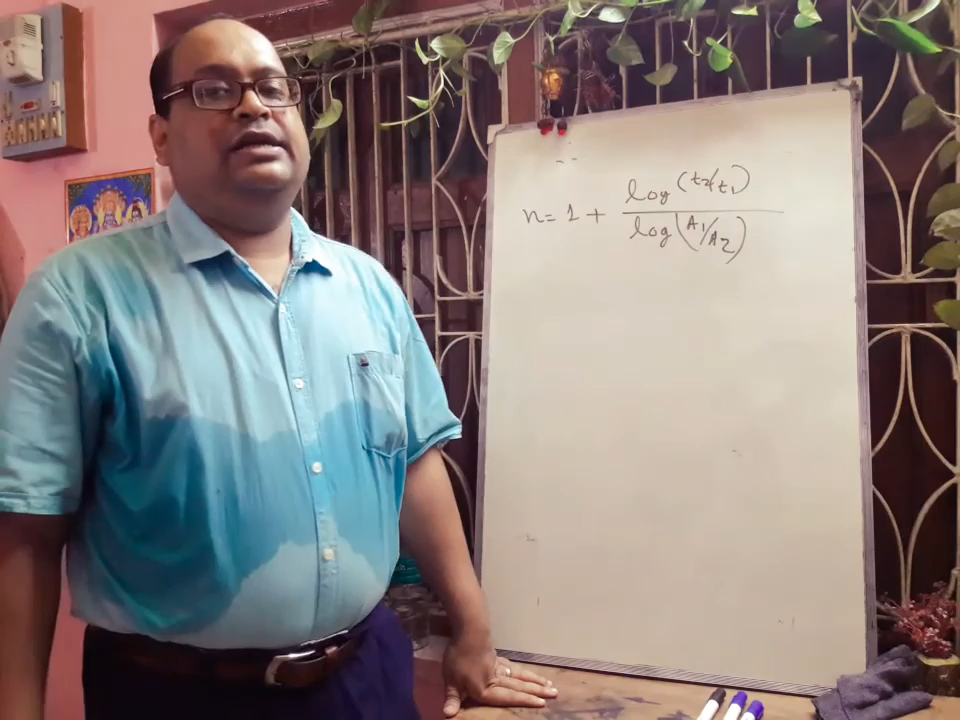 n = 1 + log (t2/t1)
log (A1/A2)